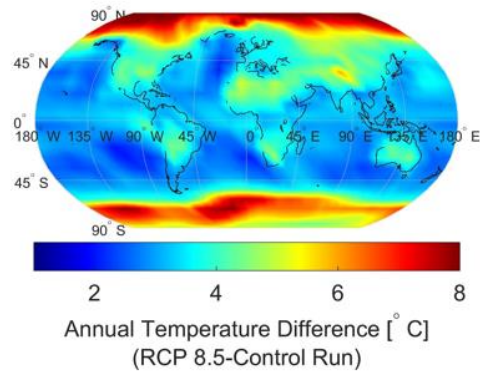 90° N
45° N
0°
180° W 135° W 90° W 45° W 0° 45° E 90° E 135° E 180° E
45° S
90° S
2 4 6 8
Annual Temperature Difference [° C]
(RCP 8.5-Control Run)